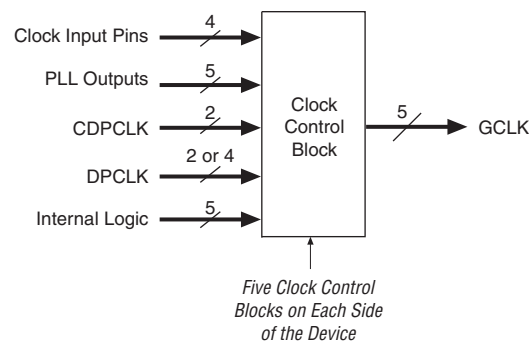 Clock Input Pins
4
PLL Outputs
5
CDPCLK
2
DPCLK
2 or 4
Internal Logic
5
Clock
Control
Block
5
GCLK
Five Clock Control
Blocks on Each Side
of the Device